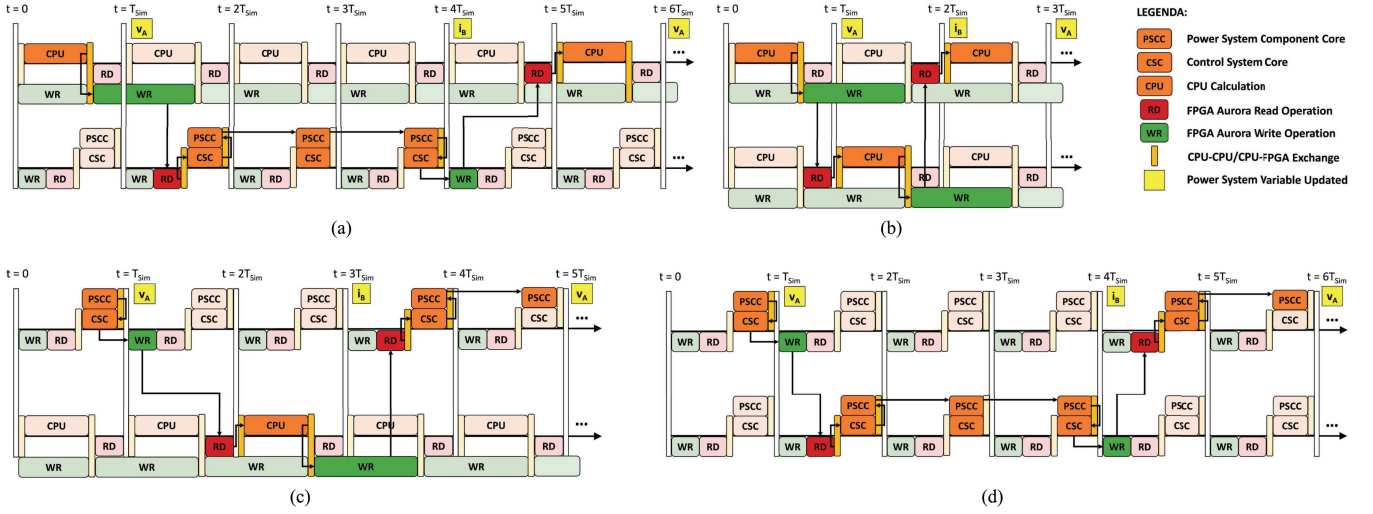 t = 0 t = T_Sim t = 2T_Sim t = 3T_Sim t = 4T_Sim t = 5T_Sim t = 6T_Sim
v_A i_B v_A
CPU CPU CPU CPU CPU CPU
RD RD RD RD RD RD
WR WR WR WR WR WR
PSCC PSCC PSCC PSCC PSCC PSCC
CSC CSC CSC CSC CSC CSC
WR RD WR RD WR RD WR RD WR RD WR RD
...
...
(a)
t = 0 t = T_Sim t = 2T_Sim t = 3T_Sim
v_A i_B v_A
CPU CPU CPU
RD RD RD
WR WR WR
CPU CPU CPU
RD RD RD
WR WR WR
...
...
(b)
LEGENDA:
PSCC Power System Component Core
CSC Control System Core
CPU CPU Calculation
RD FPGA Aurora Read Operation
WR FPGA Aurora Write Operation
CPU-CPU/CPU-FPGA Exchange
Power System Variable Updated
t = 0 t = T_Sim t = 2T_Sim t = 3T_Sim t = 4T_Sim t = 5T_Sim
v_A i_B v_A
PSCC PSCC PSCC PSCC PSCC
CSC CSC CSC CSC CSC
WR RD WR RD WR RD WR RD WR RD
CPU CPU CPU CPU CPU
RD RD RD RD RD
WR WR WR WR WR
...
...
(c)
t = 0 t = T_Sim t = 2T_Sim t = 3T_Sim t = 4T_Sim t = 5T_Sim t = 6T_Sim
v_A i_B v_A
PSCC PSCC PSCC PSCC PSCC PSCC
CSC CSC CSC CSC CSC CSC
WR RD WR RD WR RD WR RD WR RD WR RD
PSCC PSCC PSCC PSCC PSCC PSCC
CSC CSC CSC CSC CSC CSC
WR RD WR RD WR RD WR RD WR RD WR RD
...
...
(d)